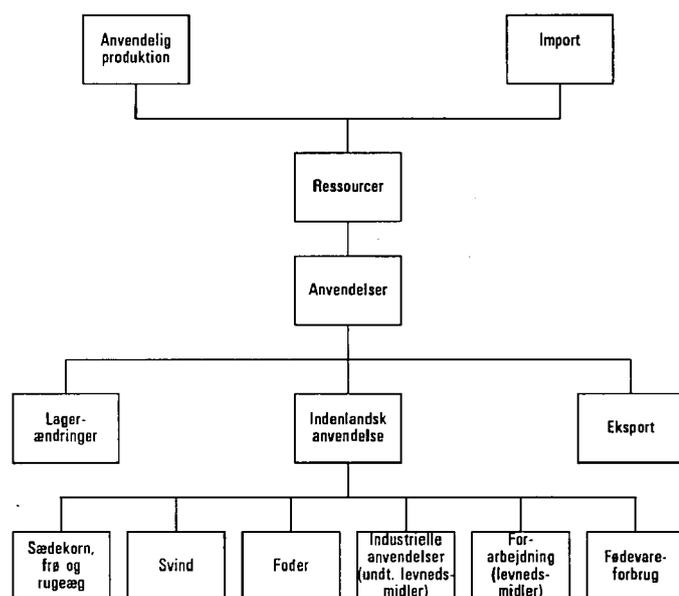 Anvendelig
produktion
Import
Ressourcer
Anvendelser
Lager-
ændringer
Indenlandsk
anvendelse
Eksport
Sædekorn,
frø og
rugeæg
Svind
Foder
Industrielle
anvendelser
(undt. levneds-
midler)
For-
arbejdning
(levneds-
midler)
Fødevare-
forbrug